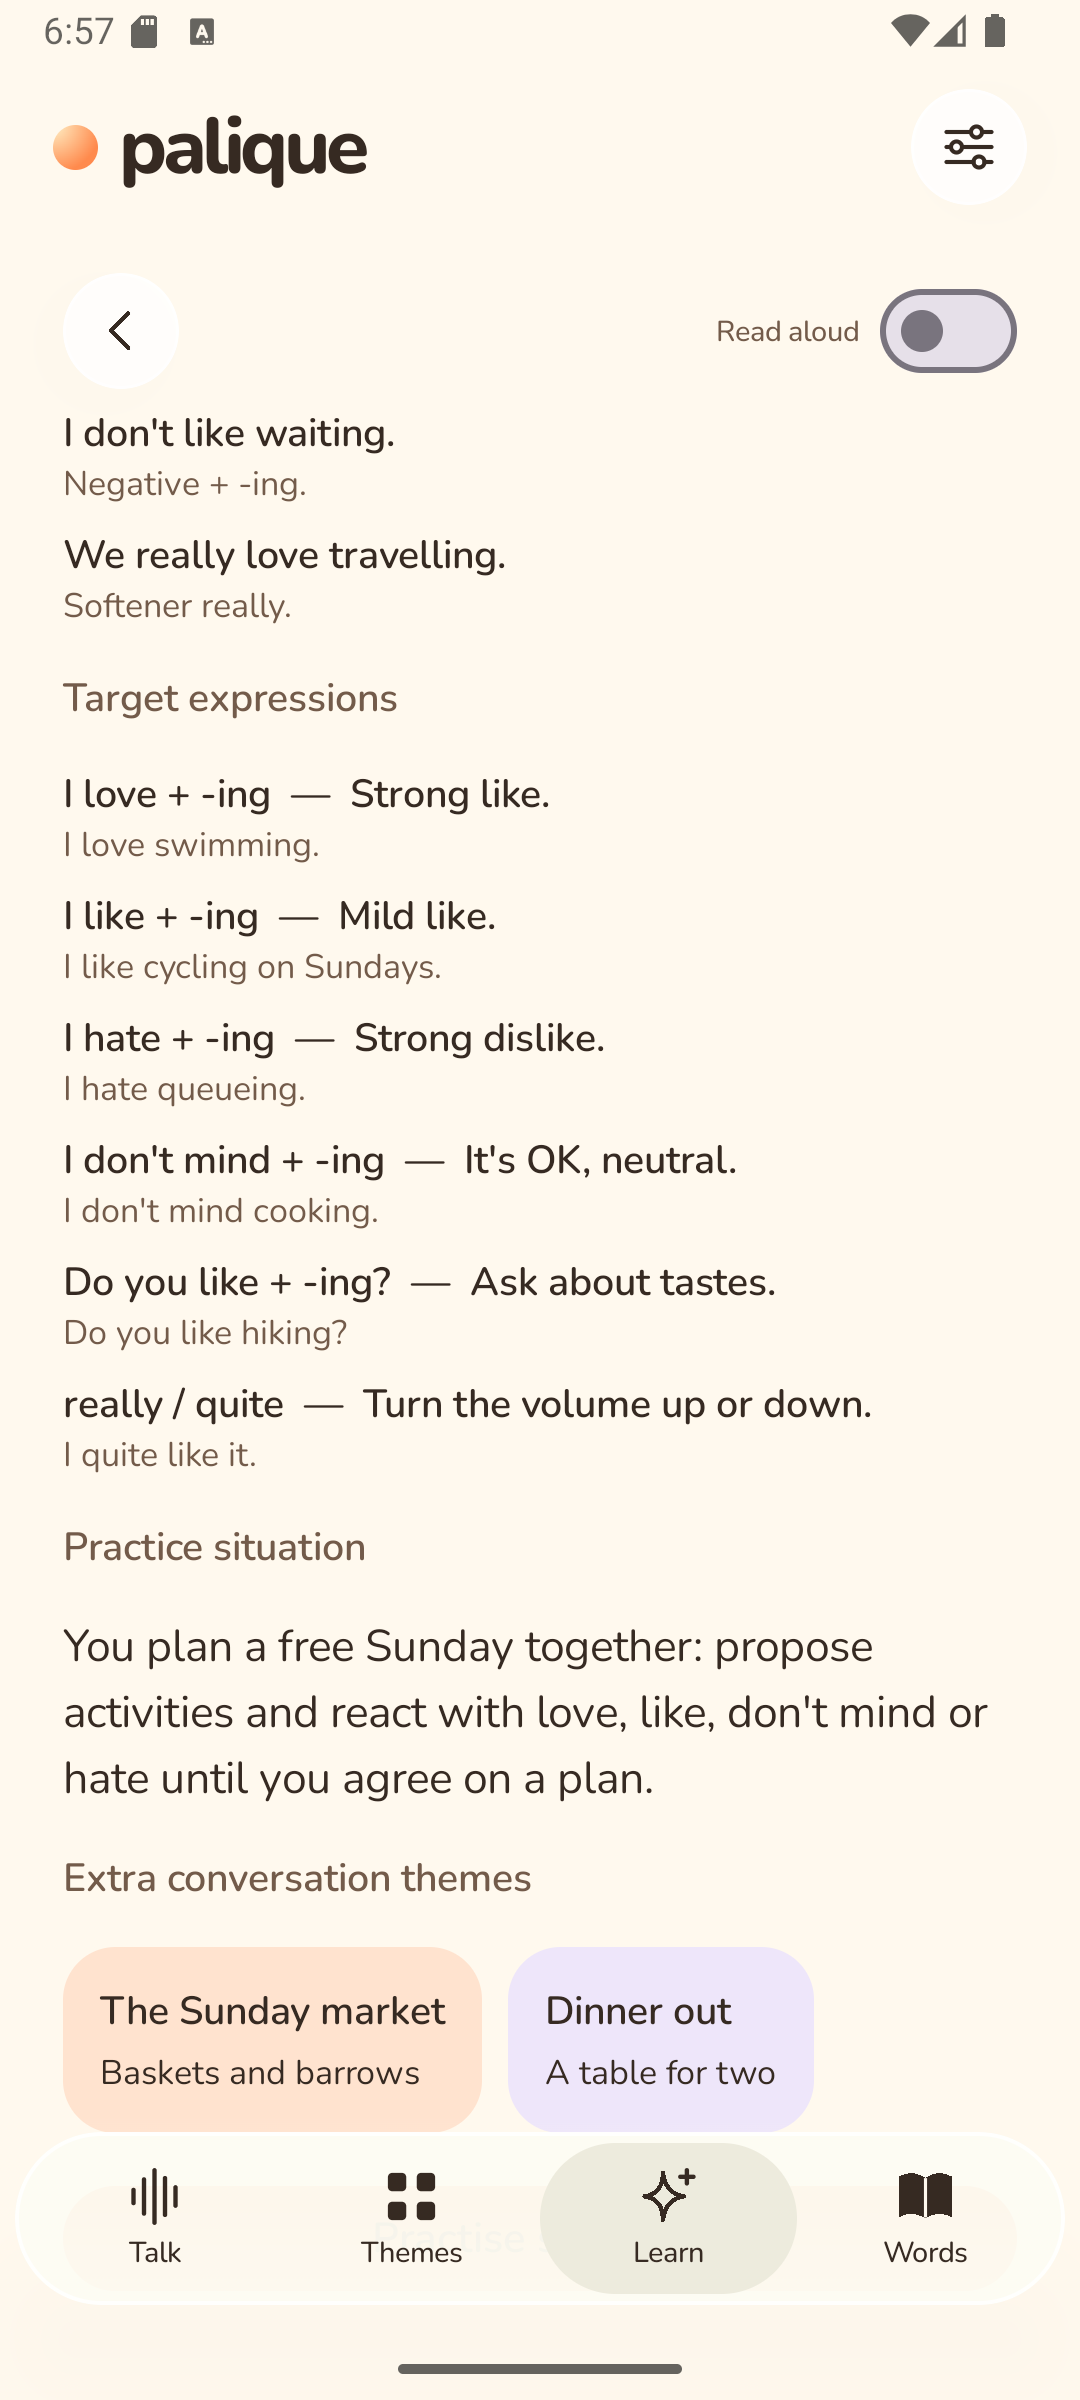 6:57
palique
Read aloud
I don't like waiting.
Negative + -ing.
We really love travelling.
Softener really.
Target expressions
I love + -ing — Strong like.
I love swimming.
I like + -ing — Mild like.
I like cycling on Sundays.
I hate + -ing — Strong dislike.
I hate queueing.
I don't mind + -ing — It's OK, neutral.
I don't mind cooking.
Do you like + -ing? — Ask about tastes.
Do you like hiking?
really / quite — Turn the volume up or down.
I quite like it.
Practice situation
You plan a free Sunday together: propose
activities and react with love, like, don't mind or
hate until you agree on a plan.
Extra conversation themes
The Sunday market
Baskets and barrows
Dinner out
A table for two
Talk
Themes
Learn
Words